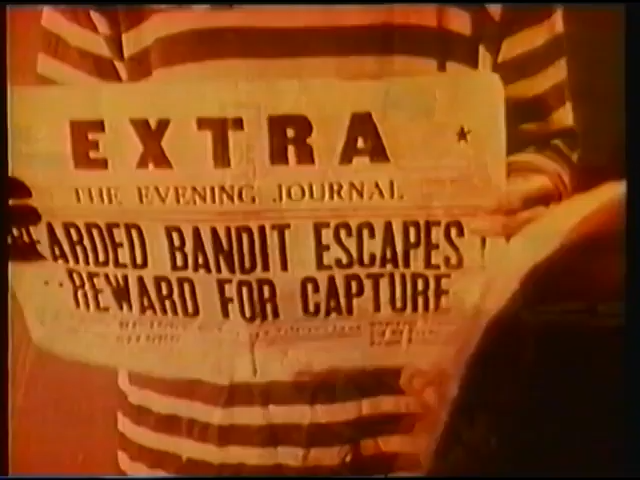 EXTRA
THE EVENING JOURNAL
EARDED BANDIT ESCAPES
REWARD FOR CAPTURE